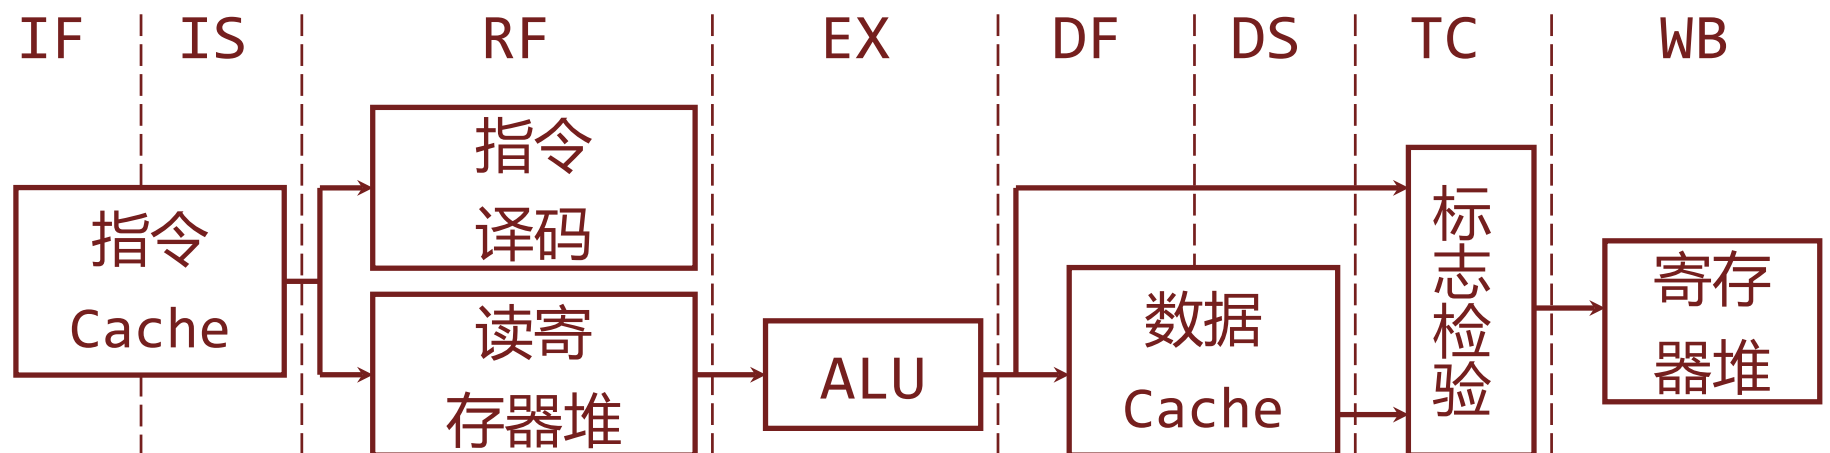 IF IS RF EX DF DS TC WB
指令
Cache
指令
译码
读寄
存器堆
ALU
数据
Cache
标
志
检
验
寄存
器堆